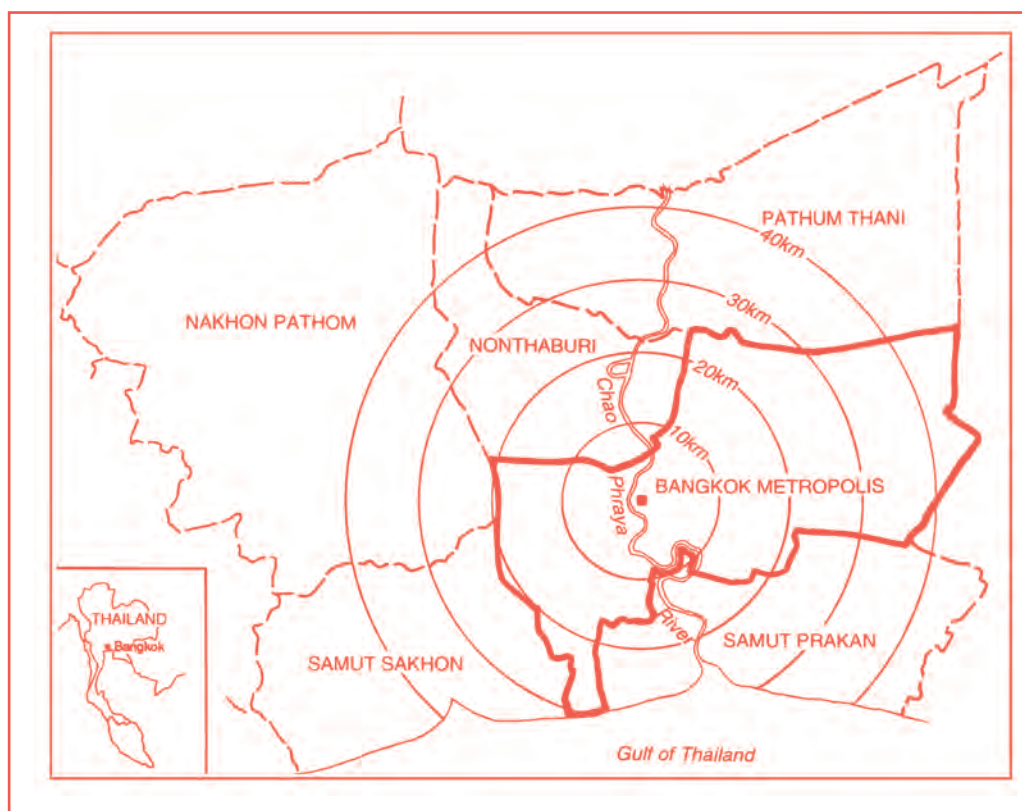 PATHUM THANI
40km
NAKHON PATHOM
30km
NONTHABURI
20km
Chao
10km
BANGKOK METROPOLIS
Phraya
THAILAND
Bangkok
River
SAMUT PRAKAN
SAMUT SAKHON
Gulf of Thailand